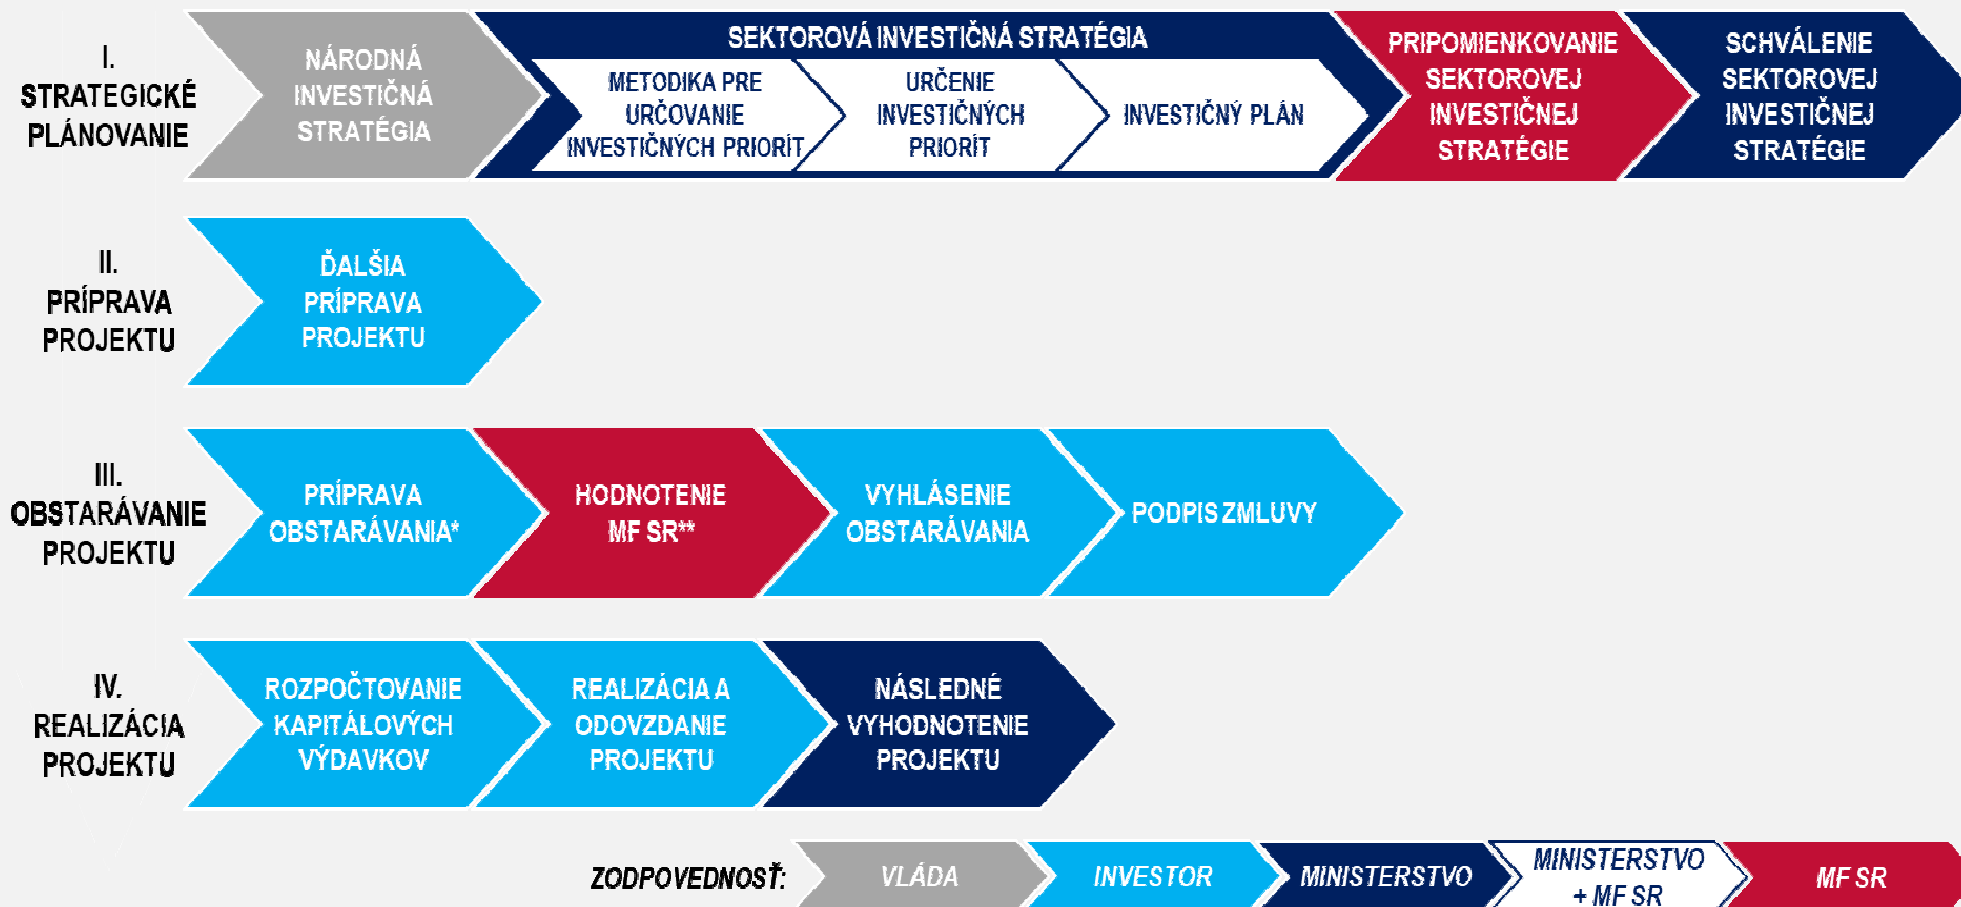 I.
STRATEGICKÉ
PLÁNOVANIE
NÁRODNÁ
INVESTIČNÁ
STRATÉGIA
SEKTOROVÁ INVESTIČNÁ STRATÉGIA
METODIKA PRE
URČOVANIE
INVESTIČNÝCH PRIORÍT
URČENIE
INVESTIČNÝCH
PRIORÍT
INVESTIČNÝ PLÁN
PRIPOMIENKOVANIE
SEKTOROVEJ
INVESTIČNEJ
STRATÉGIE
SCHVÁLENIE
SEKTOROVEJ
INVESTIČNEJ
STRATÉGIE
II.
PRÍPRAVA
PROJEKTU
ĎALŠIA
PRÍPRAVA
PROJEKTU
III.
OBSTARÁVANIE
PROJEKTU
PRÍPRAVA
OBSTARÁVANIA*
HODNOTENIE
MF SR**
VYHLÁSENIE
OBSTARÁVANIA
PODPIS ZMLUVY
IV.
REALIZÁCIA
PROJEKTU
ROZPOČTOVANIE
KAPITÁLOVÝCH
VÝDAVKOV
REALIZÁCIA A
ODOVZDANIE
PROJEKTU
NÁSLEDNÉ
VYHODNOTENIE
PROJEKTU
ZODPOVEDNOSŤ:
VLÁDA
INVESTOR
MINISTERSTVO
MINISTERSTVO
+ MF SR
MF SR